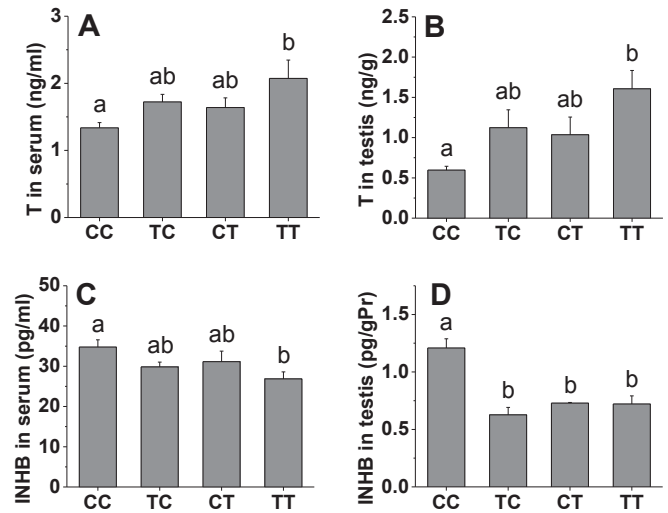 A
T in serum (ng/ml)
3
2
1
0
a
ab
ab
b
CC TC CT TT
B
T in testis (ng/g)
2.5
2.0
1.5
1.0
0.5
0.0
a
ab
ab
b
CC TC CT TT
C
INHB in serum (pg/ml)
50
40
30
20
10
0
a
ab
ab
b
CC TC CT TT
D
INHB in testis (pg/gPr)
1.5
1.0
0.5
0.0
a
b
b
b
CC TC CT TT